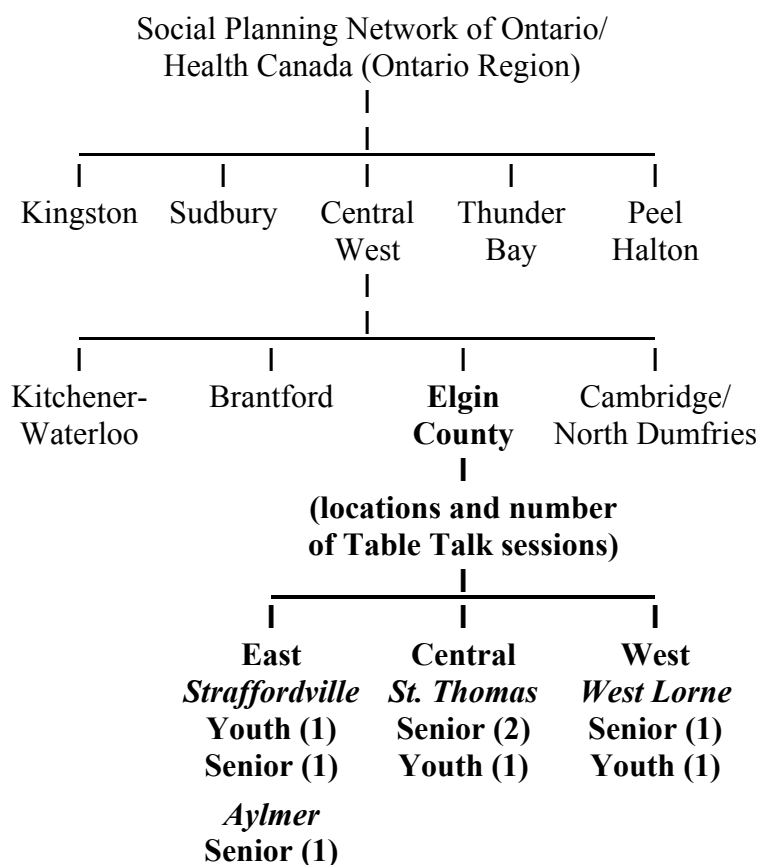 Social Planning Network of Ontario/
Health Canada (Ontario Region)
Kingston
Sudbury
Central
West
Thunder
Bay
Peel
Halton
Kitchener-
Waterloo
Brantford
Elgin
County
Cambridge/
North Dumfries
(locations and number
of Table Talk sessions)
East
Straffordville
Youth (1)
Senior (1)
Aylmer
Senior (1)
Central
St. Thomas
Senior (2)
Youth (1)
West
West Lorne
Senior (1)
Youth (1)